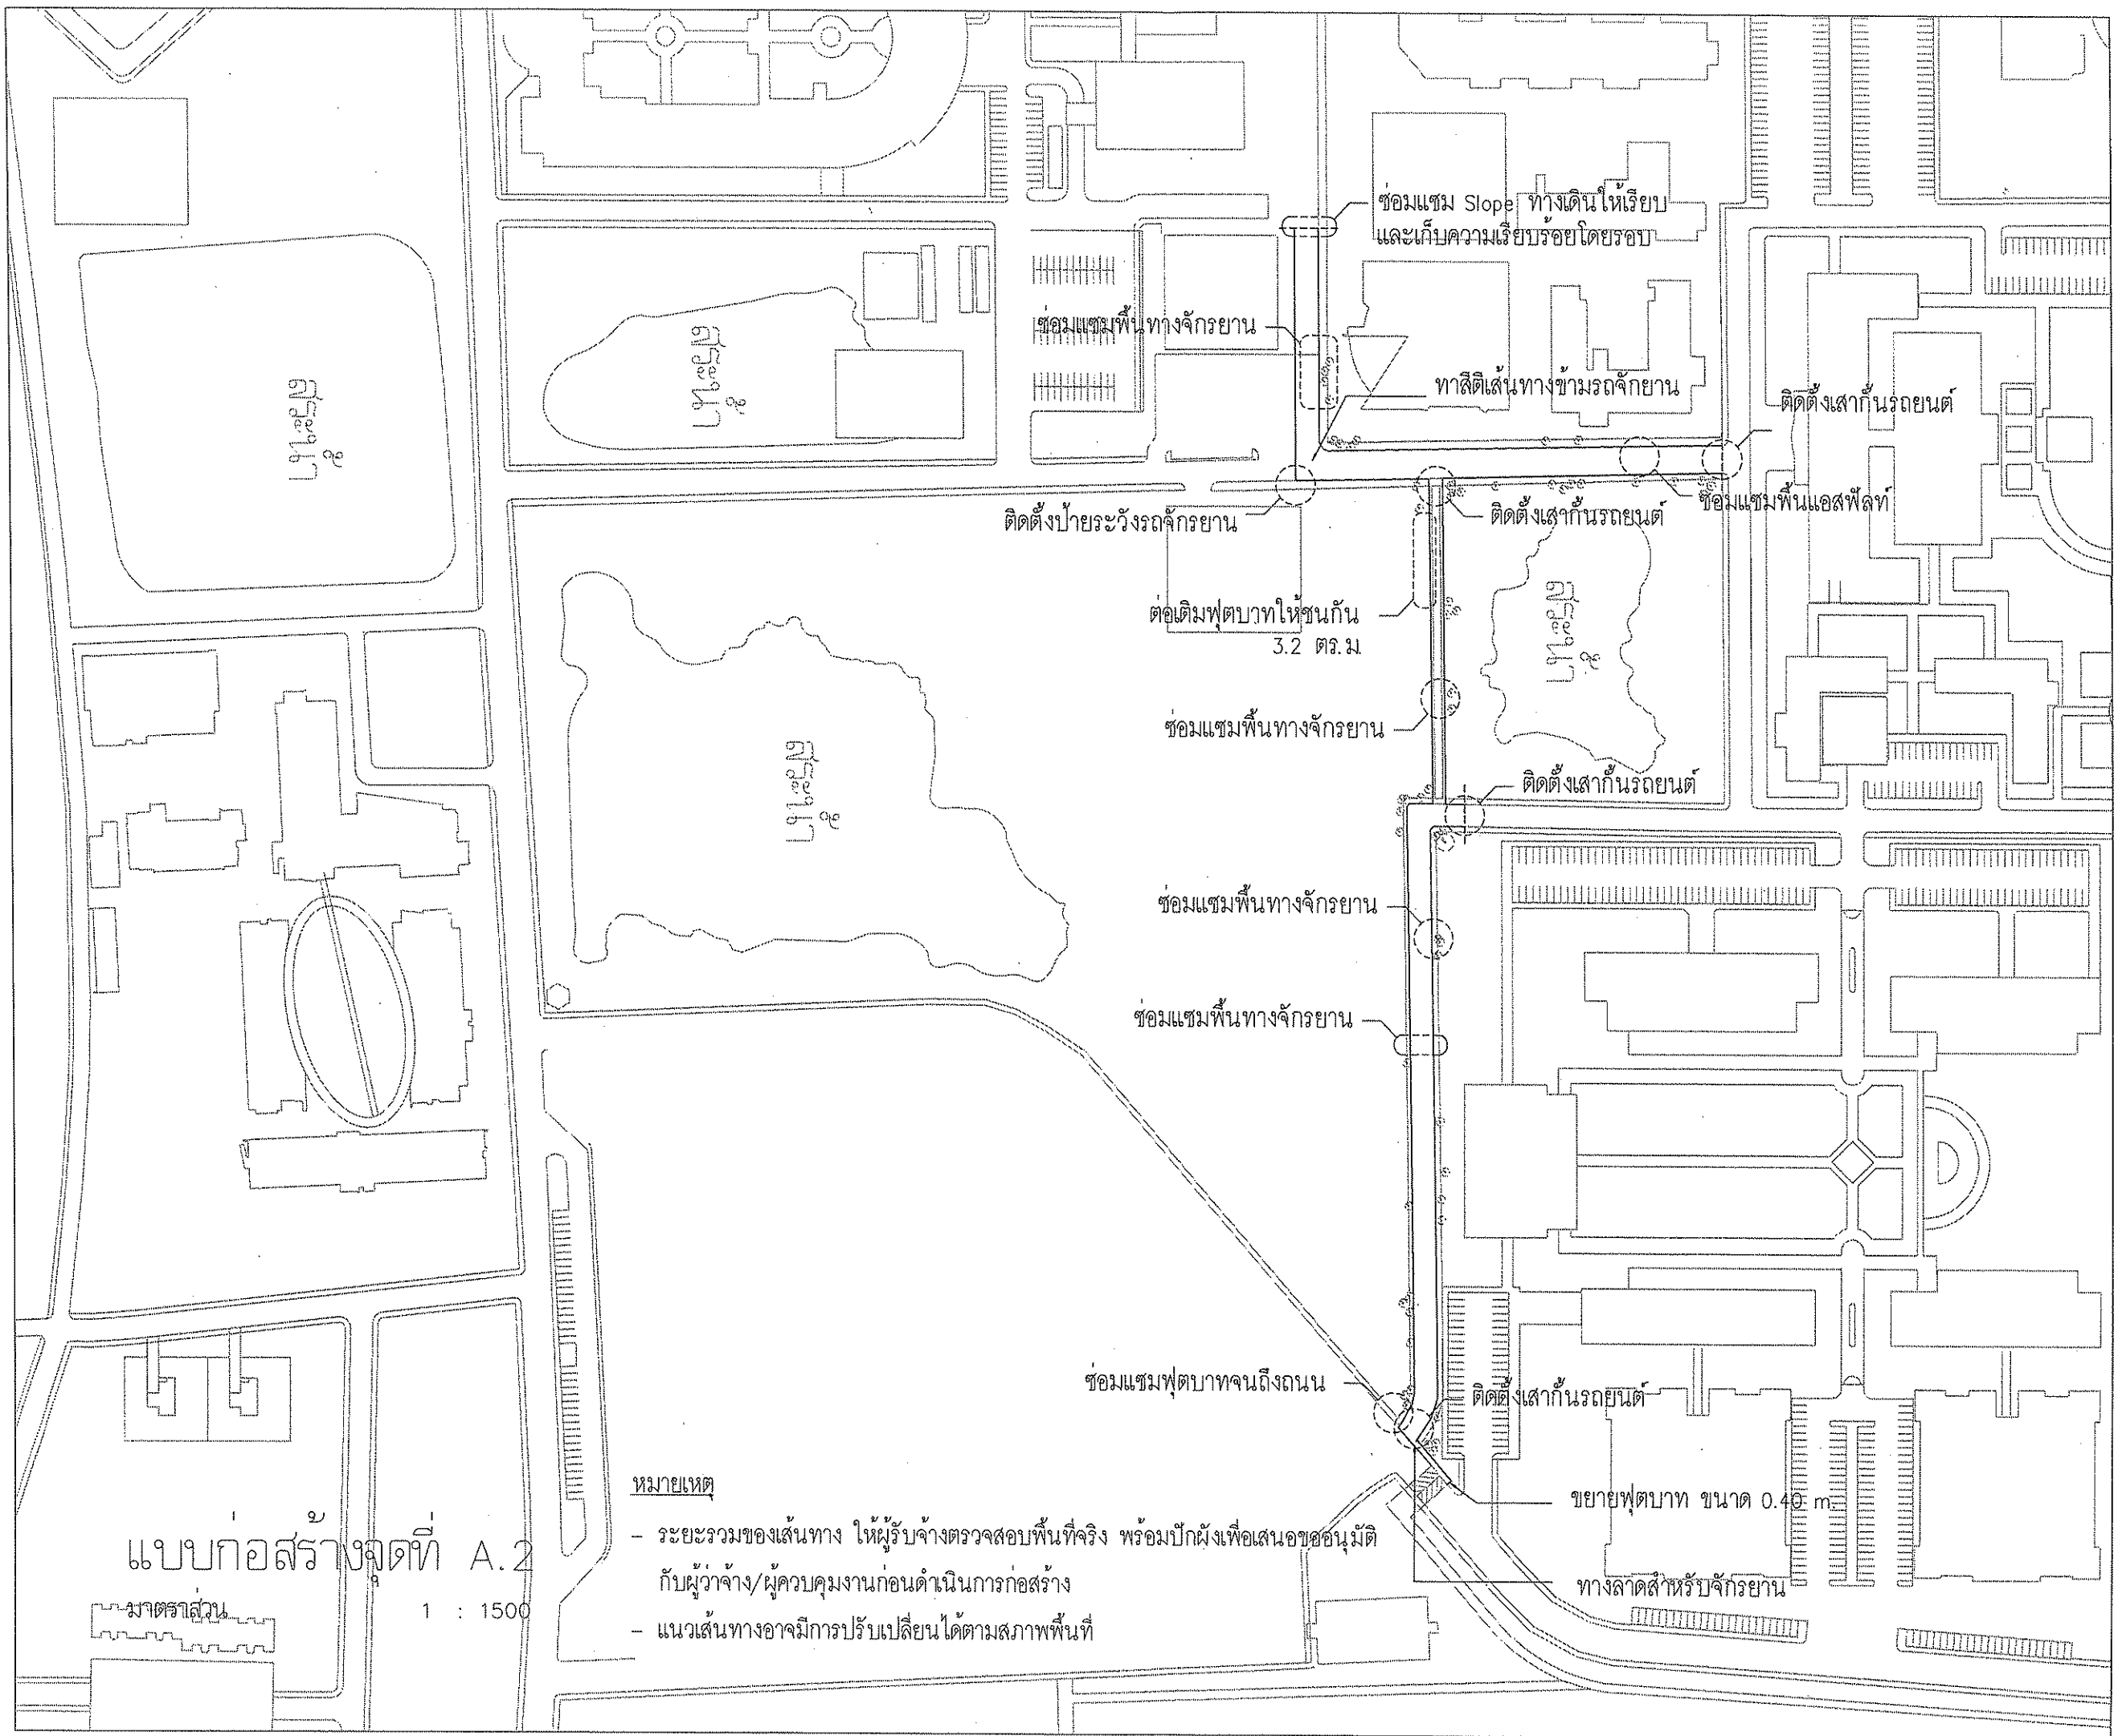 ซ่อมแซม Slope ทางเดินให้เรียบ
และเก็บความเรียบร้อยโดยรอบ
ซ่อมแซมพื้นทางจักรยาน
ทาสีตีเส้นทางข้ามรถจักยาน
ติดตั้งเสากั้นรถยนต์
สระน้ำ
สระน้ำ
ติดตั้งป้ายระวังรถจักรยาน
ติดตั้งเสากั้นรถยนต์
ซ่อมแซมพื้นแอสฟัลท์
ต่อเติมฟุตบาทให้ชนกัน
3.2 ตร.ม.
สระน้ำ
ซ่อมแซมพื้นทางจักรยาน
สระน้ำ
ติดตั้งเสากั้นรถยนต์
ซ่อมแซมพื้นทางจักรยาน
ซ่อมแซมพื้นทางจักรยาน
ซ่อมแซมฟุตบาทจนถึงถนน
ติดตั้งเสากั้นรถยนต์
ขยายฟุตบาท ขนาด 0.40 m.
ทางลาดสำหรับจักรยาน
หมายเหตุ
- ระยะรวมของเส้นทาง ให้ผู้รับจ้างตรวจสอบพื้นที่จริง พร้อมปักผังเพื่อเสนอขออนุมัติ
กับผู้ว่าจ้าง/ผู้ควบคุมงานก่อนดำเนินการก่อสร้าง
- แนวเส้นทางอาจมีการปรับเปลี่ยนได้ตามสภาพพื้นที่
แบบก่อสร้างจุดที่ A.2
มาตราส่วน 1 : 1500